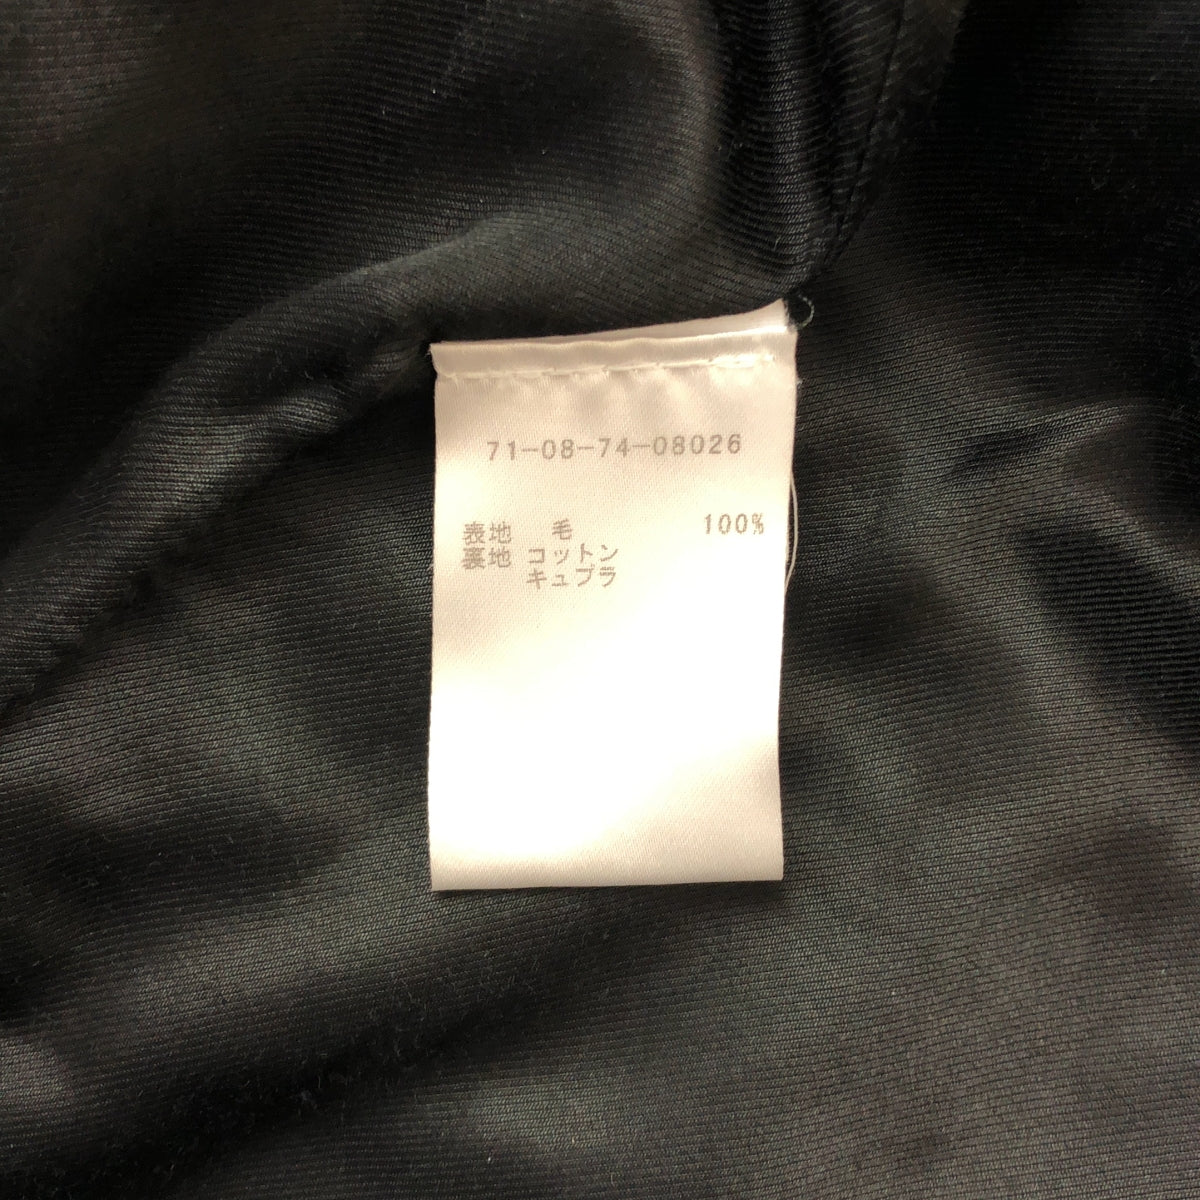 71-08-74-08026
表地 毛 100%
裏地 コットン
キュプラ